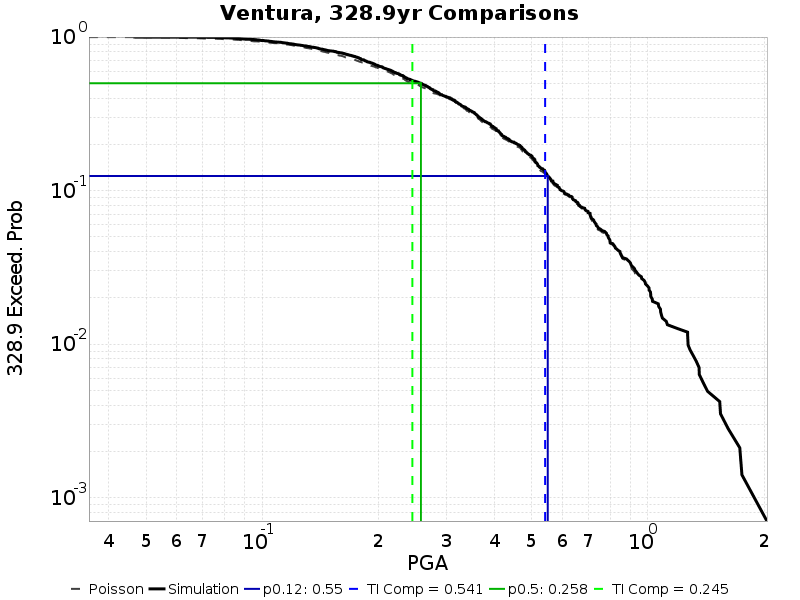 Ventura, 328.9yr Comparisons
10^0
10^-1
10^-2
10^-3
328.9 Exceed. Prob
4 5 6 7 10^-1 2 3 4 5 6 7 10^0 2
PGA
Poisson Simulation p0.12: 0.55 TI Comp = 0.541 p0.5: 0.258 TI Comp = 0.245